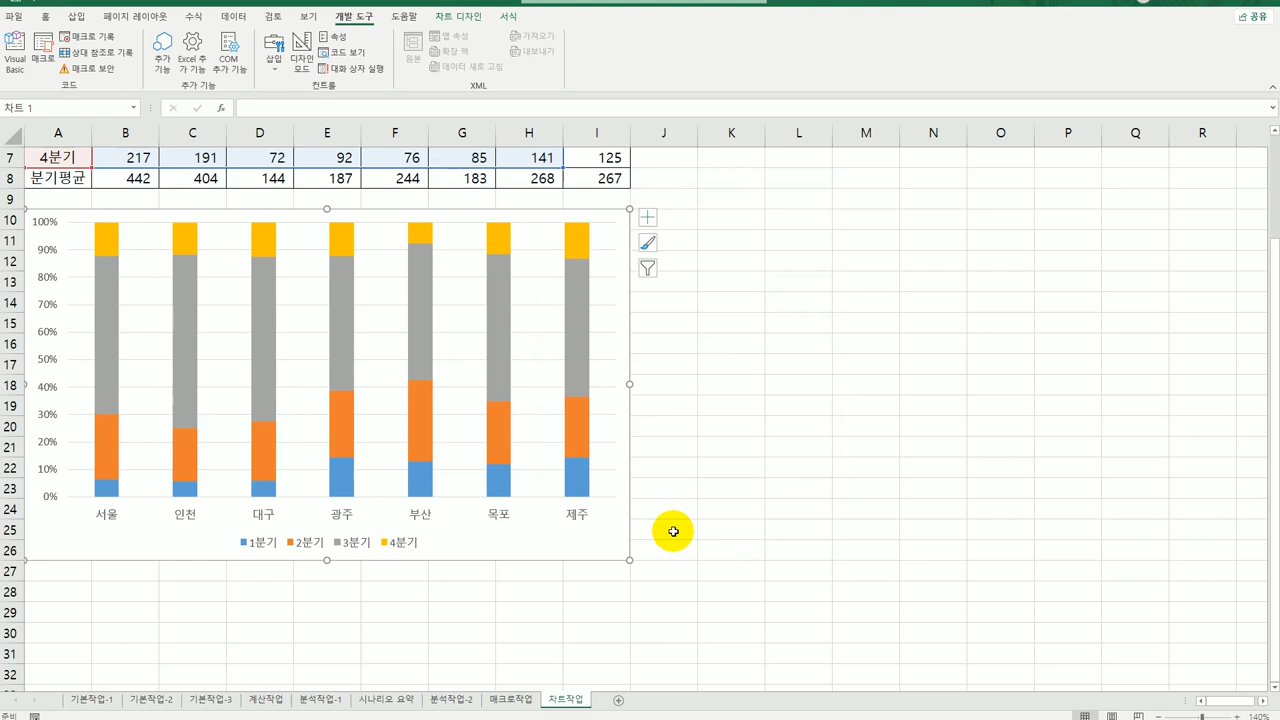 파일 홈 삽입 페이지 레이아웃 수식 데이터 검토 보기 개발 도구 도움말 차트 디자인 서식 공유
Visual Basic 매크로 매크로 기록 상대 참조로 기록 매크로 보안 코드
추가 기능 Excel 추가 기능 COM 추가 기능 추가 기능
삽입 디자인 모드 속성 코드 보기 대화 상자 실행 컨트롤
원본 맵 속성 확장 팩 데이터 새로 고침 가져오기 내보내기 XML
차트 1 fx
A B C D E F G H I J K L M N O P Q R
7 4분기 217 191 72 92 76 85 141 125
8 분기평균 442 404 144 187 244 183 268 267
9
10
11
12
13
14
15
16
17
18
19
20
21
22
23
24
25
26
27
28
29
30
31
32
100%
90%
80%
70%
60%
50%
40%
30%
20%
10%
0%
서울 인천 대구 광주 부산 목포 제주
1분기 2분기 3분기 4분기
기본작업-1 기본작업-2 기본작업-3 계산작업 분석작업-1 시나리오 요약 분석작업-2 매크로작업 차트작업
준비 140%